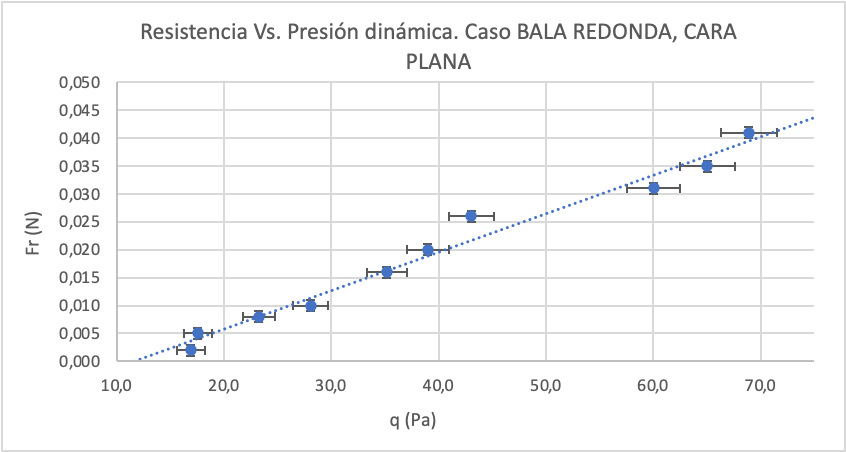 Resistencia Vs. Presión dinámica. Caso BALA REDONDA, CARA
PLANA
0,050
0,045
0,040
0,035
0,030
0,025
0,020
0,015
0,010
0,005
0,000
Fr (N)
10,0 20,0 30,0 40,0 50,0 60,0 70,0
q (Pa)